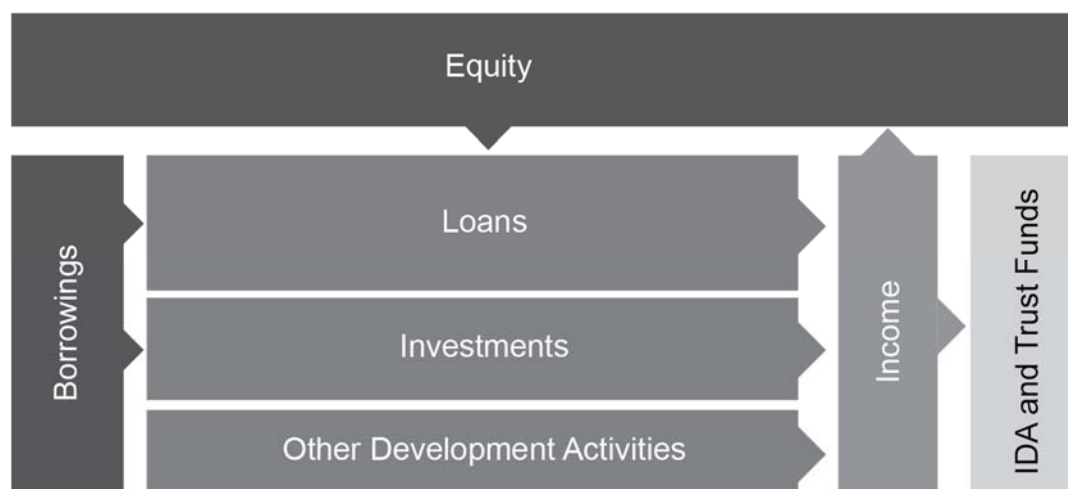 Equity
Borrowings
Loans
Investments
Other Development Activities
Income
IDA and Trust Funds